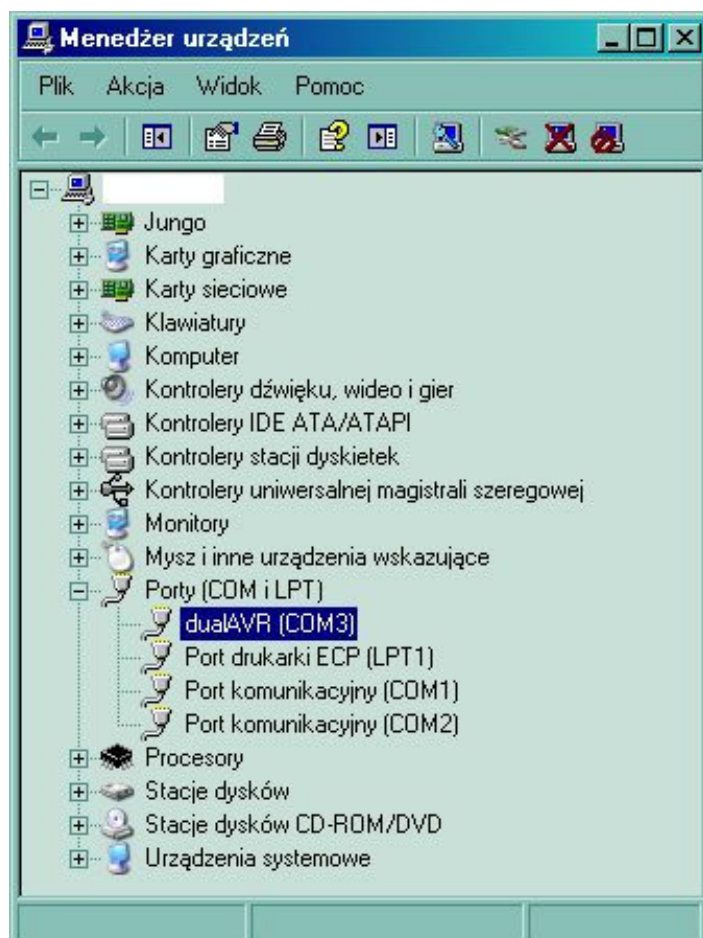 Menedżer urządzeń
Plik Akcja Widok Pomoc
Jungo
Karty graficzne
Karty sieciowe
Klawiatury
Komputer
Kontrolery dźwięku, wideo i gier
Kontrolery IDE ATA/ATAPI
Kontrolery stacji dyskietek
Kontrolery uniwersalnej magistrali szeregowej
Monitory
Mysz i inne urządzenia wskazujące
Porty (COM i LPT)
dualAVR (COM3)
Port drukarki ECP (LPT1)
Port komunikacyjny (COM1)
Port komunikacyjny (COM2)
Procesory
Stacje dysków
Stacje dysków CD-ROM/DVD
Urządzenia systemowe